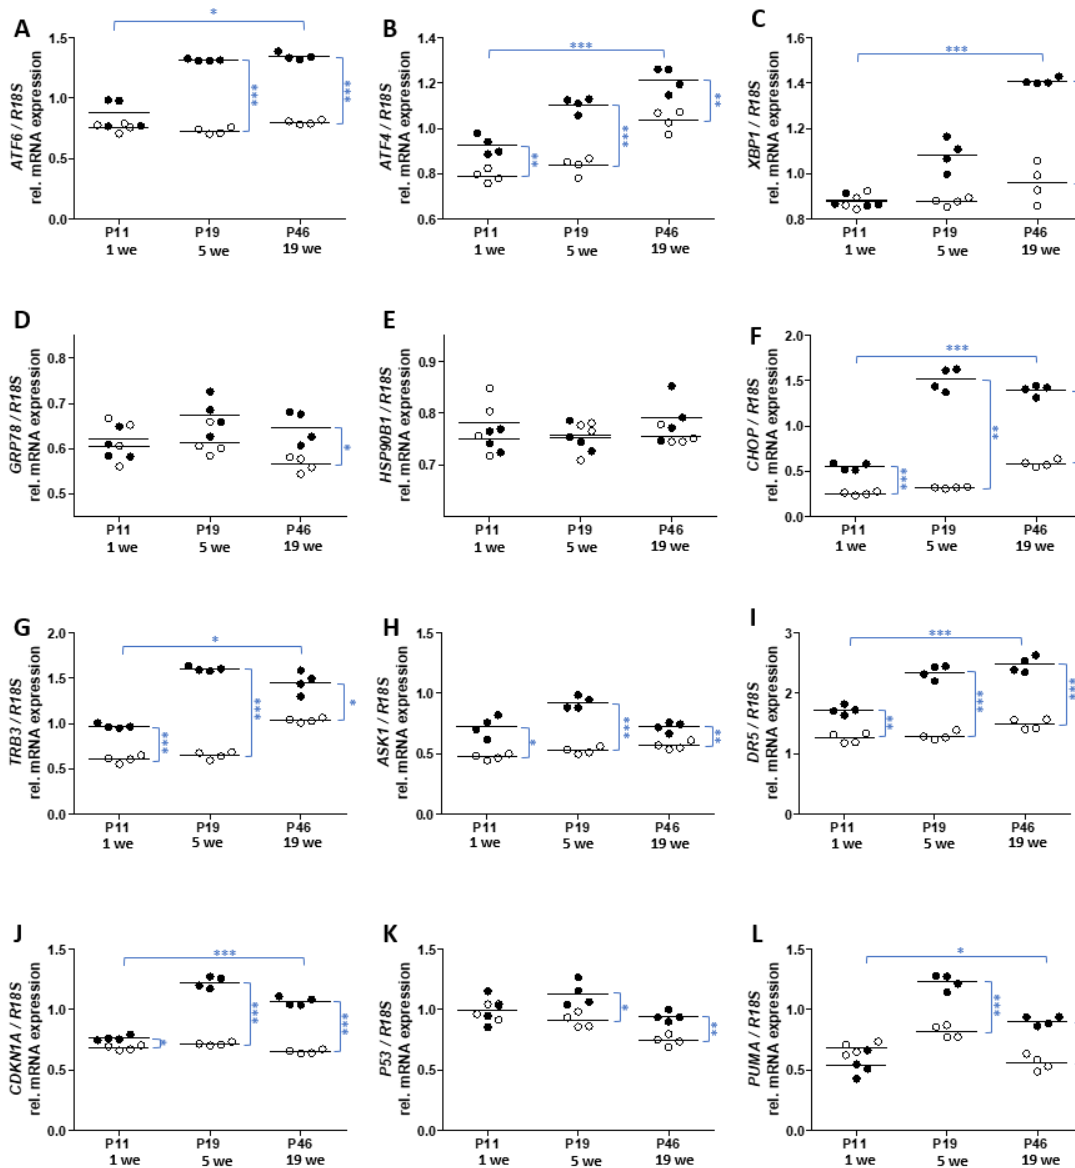 A
*
ATF6 / R18S
rel. mRNA expression
1.5
1.0
0.5
0.0
***
***
P11 P19 P46
1 we 5 we 19 we
B
***
ATF4 / R18S
rel. mRNA expression
1.4
1.2
1.0
0.8
0.6
**
***
**
P11 P19 P46
1 we 5 we 19 we
C
***
XBP1 / R18S
rel. mRNA expression
1.6
1.4
1.2
1.0
0.8
P11 P19 P46
1 we 5 we 19 we
D
GRP78 / R18S
rel. mRNA expression
0.8
0.7
0.6
0.5
*
P11 P19 P46
1 we 5 we 19 we
E
HSP90B1 / R18S
rel. mRNA expression
0.9
0.8
0.7
P11 P19 P46
1 we 5 we 19 we
F
***
CHOP / R18S
rel. mRNA expression
2.0
1.5
1.0
0.5
0.0
***
**
P11 P19 P46
1 we 5 we 19 we
G
*
TRB3 / R18S
rel. mRNA expression
2.0
1.5
1.0
0.5
0.0
***
***
*
P11 P19 P46
1 we 5 we 19 we
H
ASK1 / R18S
rel. mRNA expression
1.5
1.0
0.5
0.0
*
***
**
P11 P19 P46
1 we 5 we 19 we
I
***
DR5 / R18S
rel. mRNA expression
3
2
1
0
**
***
***
P11 P19 P46
1 we 5 we 19 we
J
***
CDKN1A / R18S
rel. mRNA expression
1.5
1.0
0.5
0.0
*
***
***
P11 P19 P46
1 we 5 we 19 we
K
P53 / R18S
rel. mRNA expression
1.5
1.0
0.5
0.0
*
**
P11 P19 P46
1 we 5 we 19 we
L
*
PUMA / R18S
rel. mRNA expression
1.5
1.0
0.5
0.0
***
P11 P19 P46
1 we 5 we 19 we